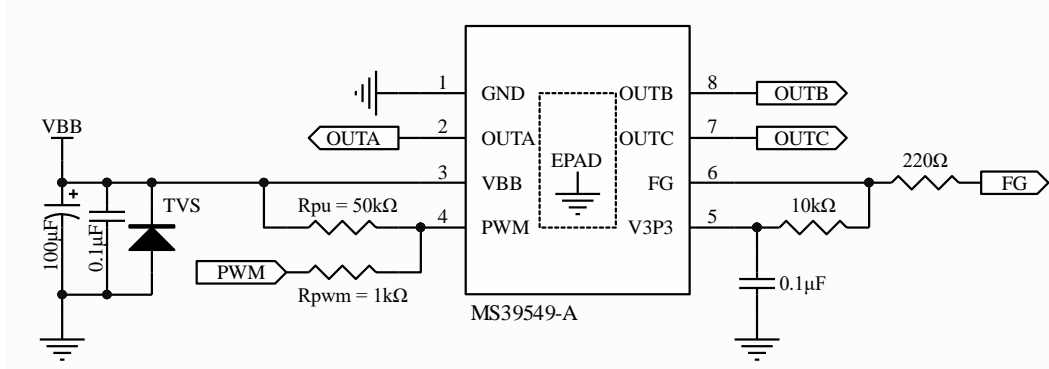 1
GND
OUTB
8
OUTB
VBB
OUTA
2
OUTA
OUTC
7
OUTC
EPAD
220Ω
3
VBB
FG
6
FG
+
TVS
Rpu = 50kΩ
4
PWM
V3P3
5
10kΩ
100μF
0.1μF
PWM
Rpwm = 1kΩ
0.1μF
MS39549-A